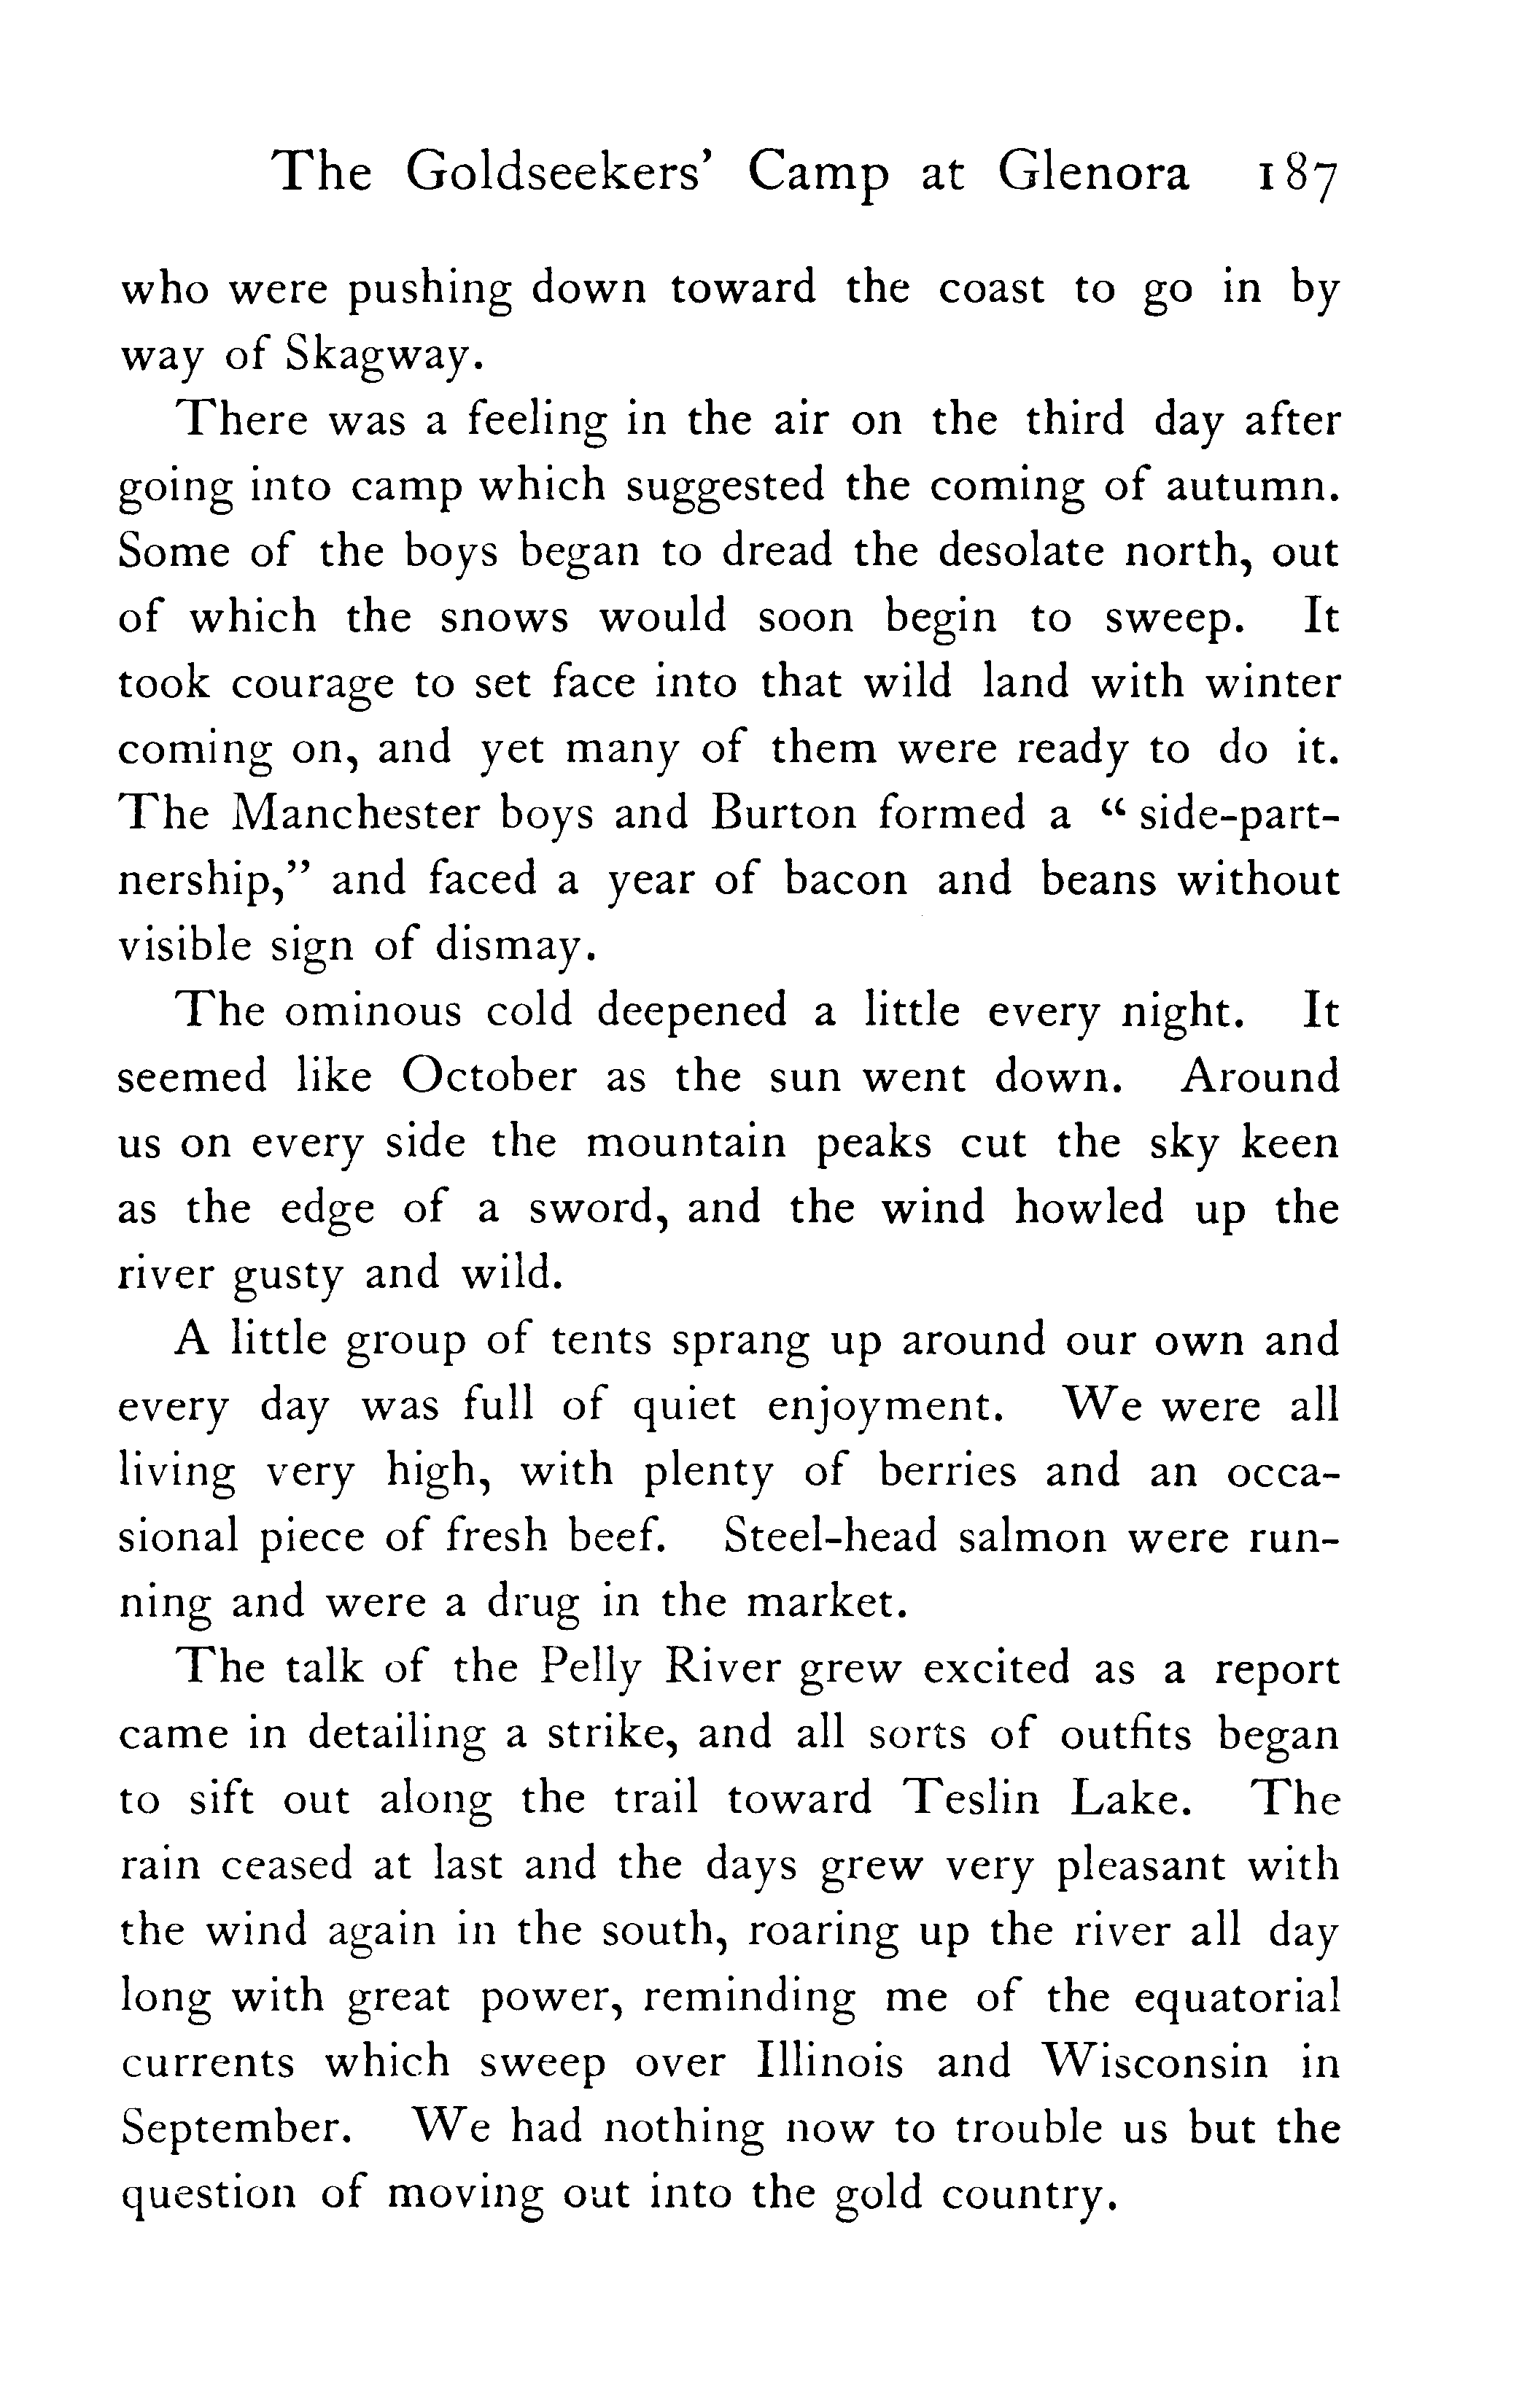 The Goldseekers' Camp at Glenora 187
who were pushing down toward the coast to go in by
way of Skagway.
There was a feeling in the air on the third day after
going into camp which suggested the coming of autumn.
Some of the boys began to dread the desolate north, out
of which the snows would soon begin to sweep. It
took courage to set face into that wild land with winter
coming on, and yet many of them were ready to do it.
The Manchester boys and Burton formed a “ side-part-
nership,” and faced a year of bacon and beans without
visible sign of dismay.
The ominous cold deepened a little every night. It
seemed like October as the sun went down. Around
us on every side the mountain peaks cut the sky keen
as the edge of a sword, and the wind howled up the
river gusty and wild.
A little group of tents sprang up around our own and
every day was full of quiet enjoyment. We were all
living very high, with plenty of berries and an occa-
sional piece of fresh beef. Steel-head salmon were run-
ning and were a drug in the market.
The talk of the Pelly River grew excited as a report
came in detailing a strike, and all sorts of outfits began
to sift out along the trail toward Teslin Lake. The
rain ceased at last and the days grew very pleasant with
the wind again in the south, roaring up the river all day
long with great power, reminding me of the equatorial
currents which sweep over Illinois and Wisconsin in
September. We had nothing now to trouble us but the
question of moving out into the gold country.